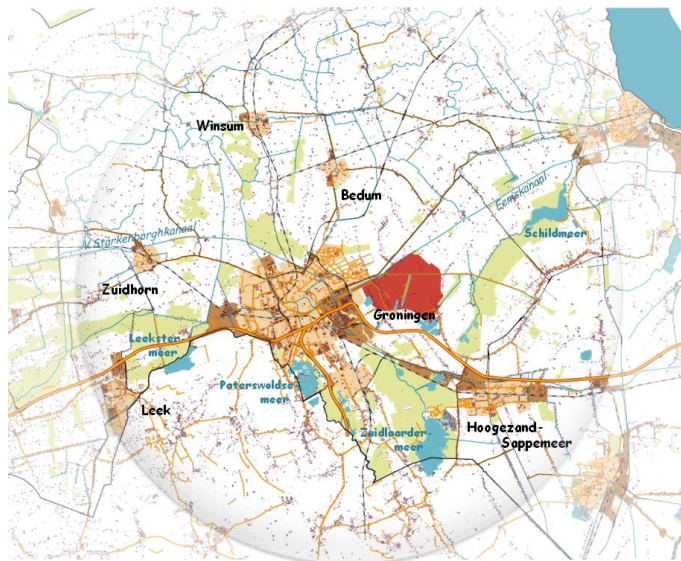 Winsum
Bedum
Eemskanaal
Schildmeer
V. Starkenborghkanaal
Zuidhorn
Groningen
Leekster-
meer
Paterswoldse
meer
Leek
Zuidlaarder-
meer
Hoogezand-
Sappemeer